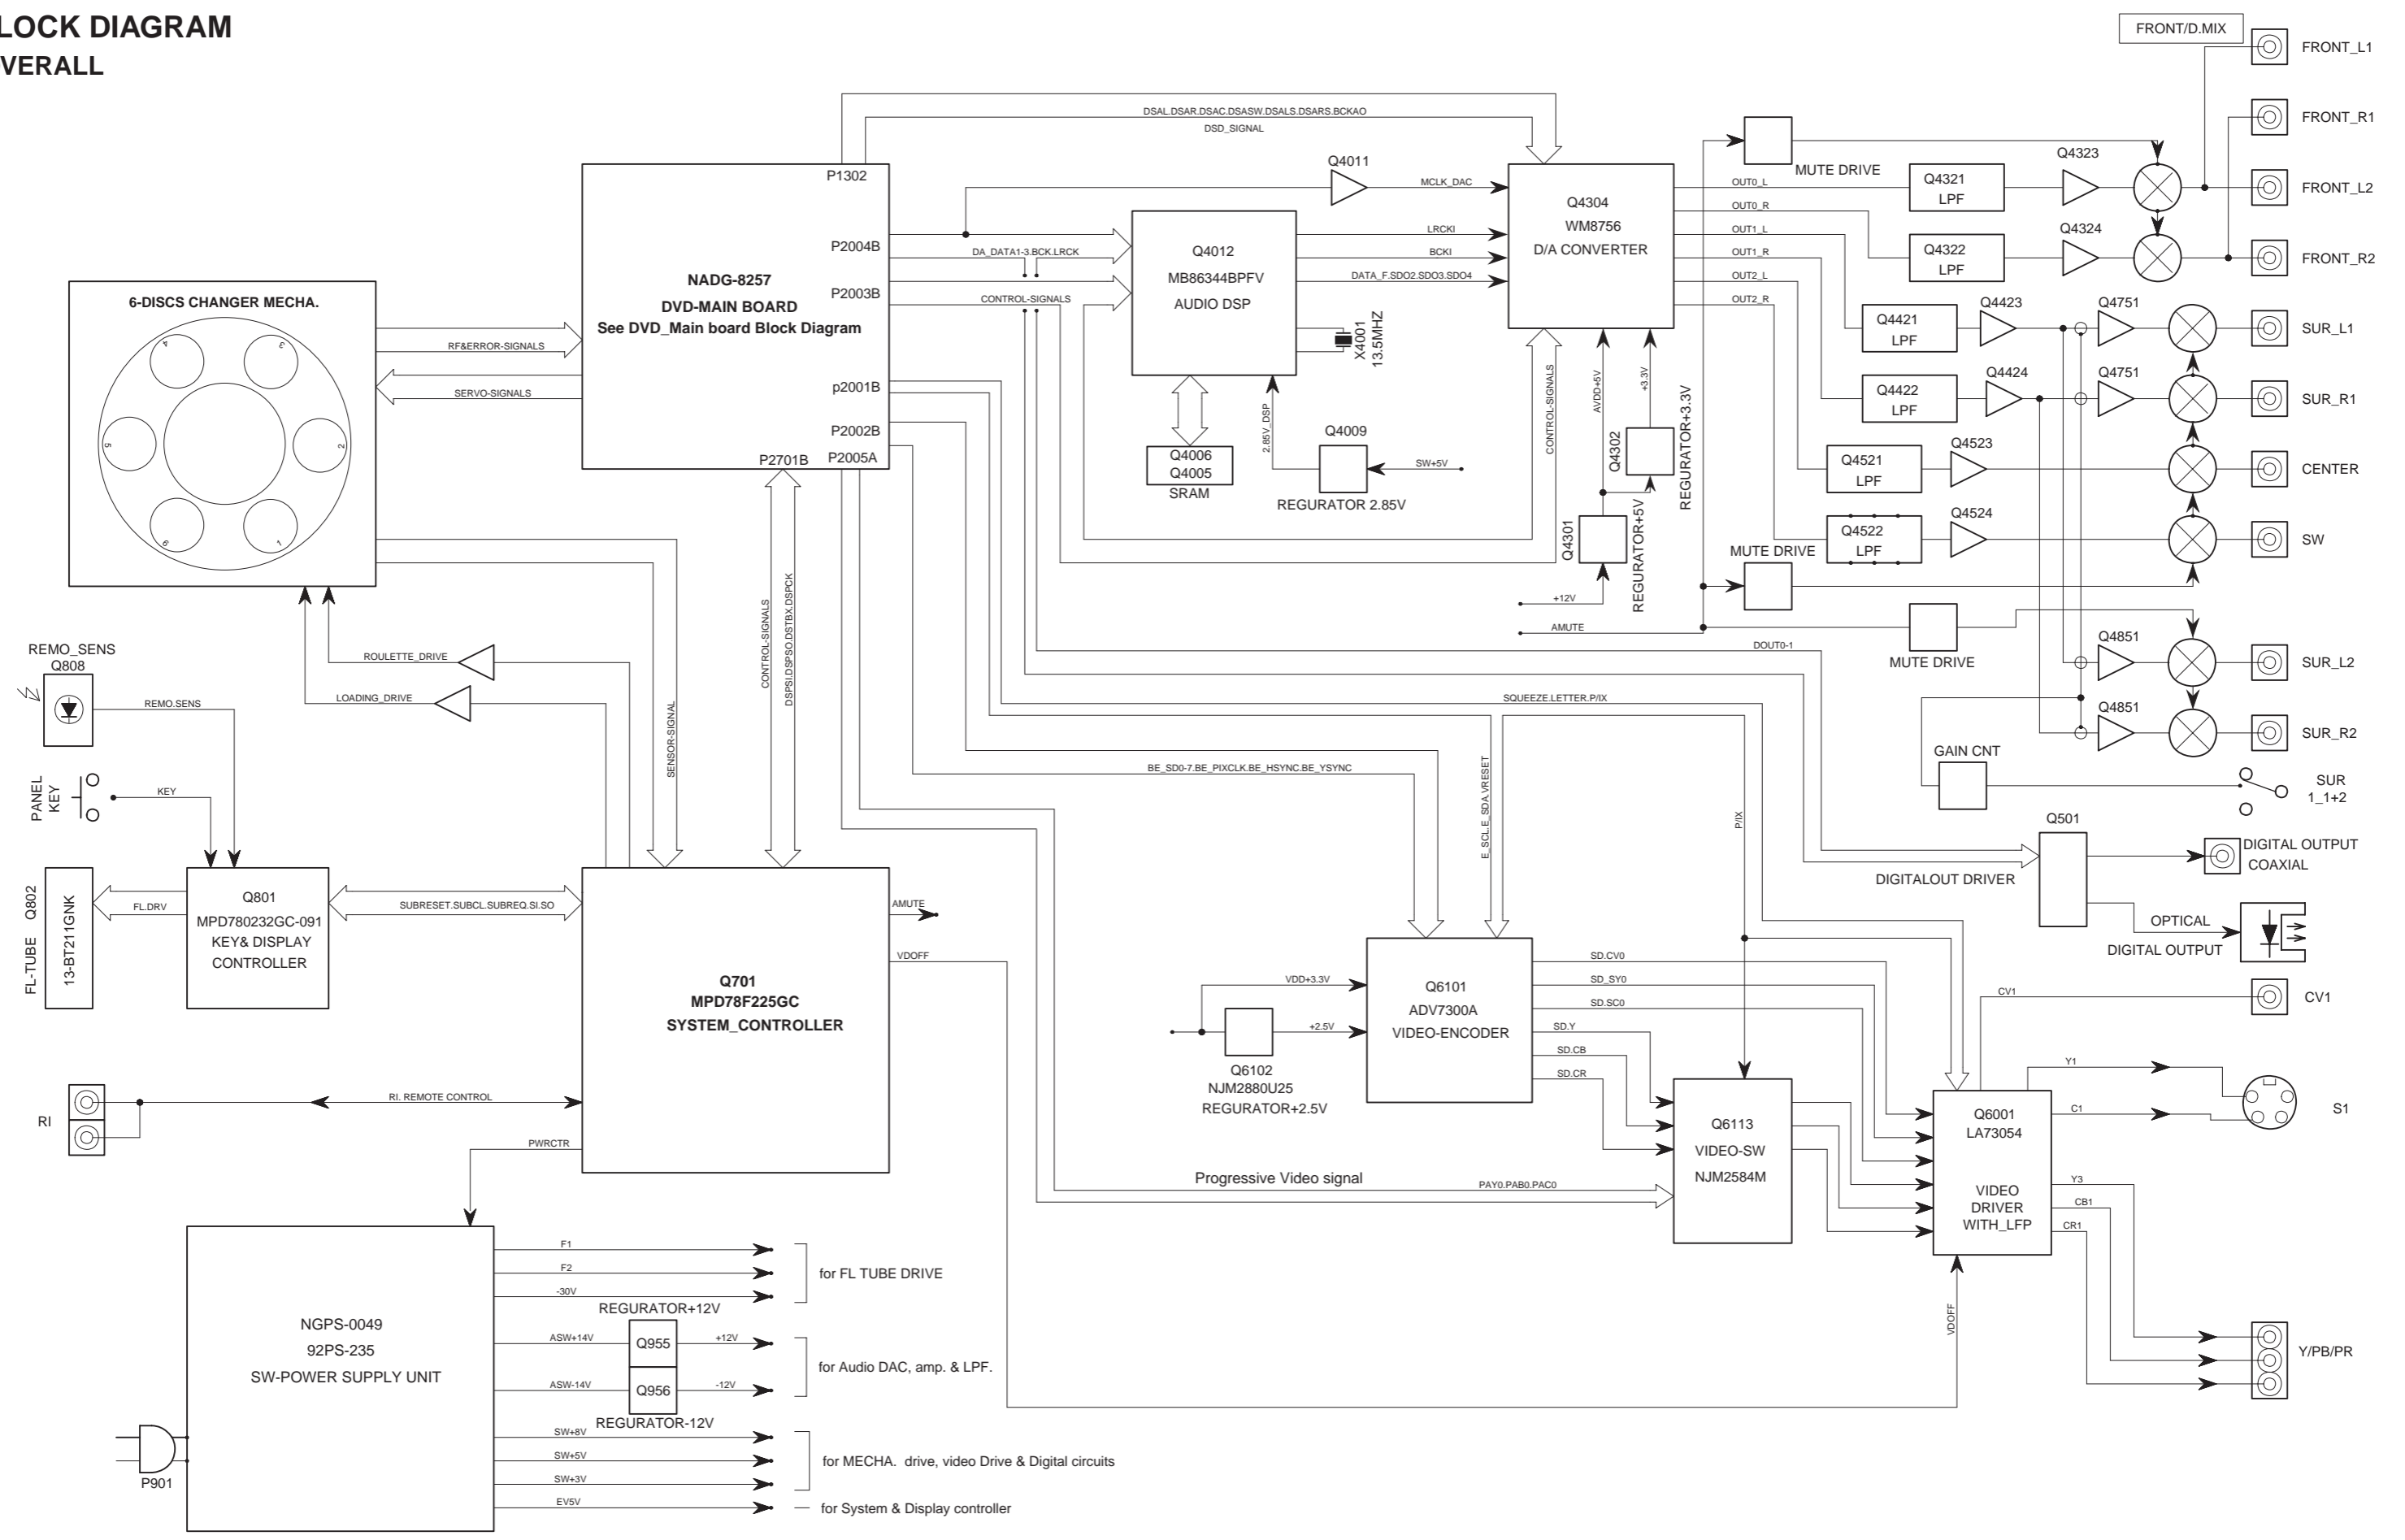 LOCK DIAGRAM
VERALL
FRONT/D.MIX
FRONT_L1
FRONT_R1
FRONT_L2
FRONT_R2
SUR_L1
SUR_R1
CENTER
SW
SUR_L2
SUR_R2
SUR
1_1+2
DSAL.DSAR.DSAC.DSASW.DSALS.DSARS.BCKAO
DSD_SIGNAL
6-DISCS CHANGER MECHA.
4
3
5
2
6
1
RF&ERROR-SIGNALS
SERVO-SIGNALS
P1302
P2004B
P2003B
p2001B
P2002B
P2701B
P2005A
NADG-8257
DVD-MAIN BOARD
See DVD_Main board Block Diagram
DA_DATA1-3.BCK.LRCK
CONTROL-SIGNALS
Q4011
MCLK_DAC
Q4012
MB86344BPFV
AUDIO DSP
LRCKI
BCKI
DATA_F.SDO2.SDO3.SDO4
X4001
13.5MHZ
Q4006
Q4005
SRAM
2.85V_DSP
Q4009
SW+5V
REGURATOR 2.85V
Q4304
WM8756
D/A CONVERTER
CONTROL-SIGNALS
AVDD+5V
+3.3V
Q4302
REGURATOR+3.3V
Q4301
REGURATOR+5V
+12V
AMUTE
OUT0_L
OUT0_R
OUT1_L
OUT1_R
OUT2_L
OUT2_R
MUTE DRIVE
Q4321
LPF
Q4323
Q4322
LPF
Q4324
Q4421
LPF
Q4423
Q4751
Q4422
LPF
Q4424
Q4751
Q4521
LPF
Q4523
Q4522
LPF
Q4524
MUTE DRIVE
MUTE DRIVE
Q4851
Q4851
GAIN CNT
REMO_SENS
Q808
REMO.SENS
PANEL
KEY
KEY
ROULETTE_DRIVE
LOADING_DRIVE
SENSOR-SIGNAL
CONTROL-SIGNALS
DSPSI.DSPSO.DSTBX.DSPCK
DOUT0-1
SQUEEZE.LETTER.P/IX
BE_SD0-7.BE_PIXCLK.BE_HSYNC.BE_YSYNC
E_SCL.E_SDA.VRESET
P/IX
Q501
DIGITALOUT DRIVER
DIGITAL OUTPUT
COAXIAL
OPTICAL
DIGITAL OUTPUT
FL-TUBE Q802
13-BT211GNK
FL.DRV
Q801
MPD780232GC-091
KEY& DISPLAY
CONTROLLER
SUBRESET.SUBCL.SUBREQ.SI.SO
Q701
MPD78F225GC
SYSTEM_CONTROLLER
AMUTE
VDOFF
RI
RI. REMOTE CONTROL
PWRCTR
VDD+3.3V
+2.5V
Q6102
NJM2880U25
REGURATOR+2.5V
Q6101
ADV7300A
VIDEO-ENCODER
SD.CV0
SD_SY0
SD.SC0
SD.Y
SD.CB
SD.CR
Q6113
VIDEO-SW
NJM2584M
Progressive Video signal
PAY0.PAB0.PAC0
Q6001
LA73054
VIDEO
DRIVER
WITH_LFP
CV1
CV1
Y1
C1
S1
Y3
CB1
CR1
Y/PB/PR
VDOFF
NGPS-0049
92PS-235
SW-POWER SUPPLY UNIT
P901
F1
F2
-30V
for FL TUBE DRIVE
REGURATOR+12V
ASW+14V
Q955
+12V
ASW-14V
Q956
-12V
REGURATOR-12V
for Audio DAC, amp. & LPF.
SW+8V
SW+5V
SW+3V
for MECHA. drive, video Drive & Digital circuits
EV5V
for System & Display controller